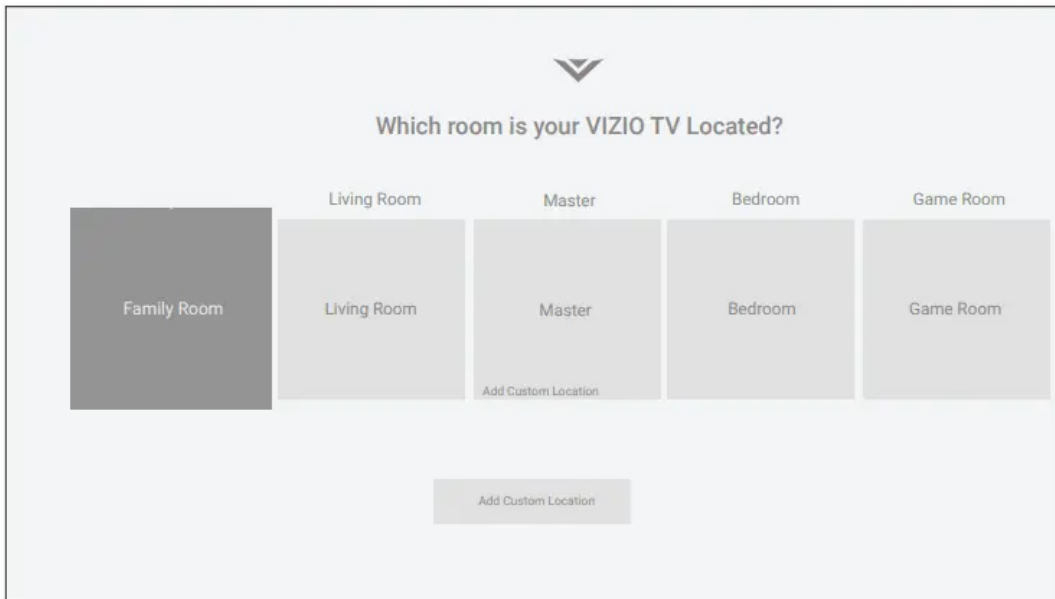 Which room is your VIZIO TV Located?
Living Room Master Bedroom Game Room
Family Room Living Room Master Bedroom Game Room
Add Custom Location
Add Custom Location